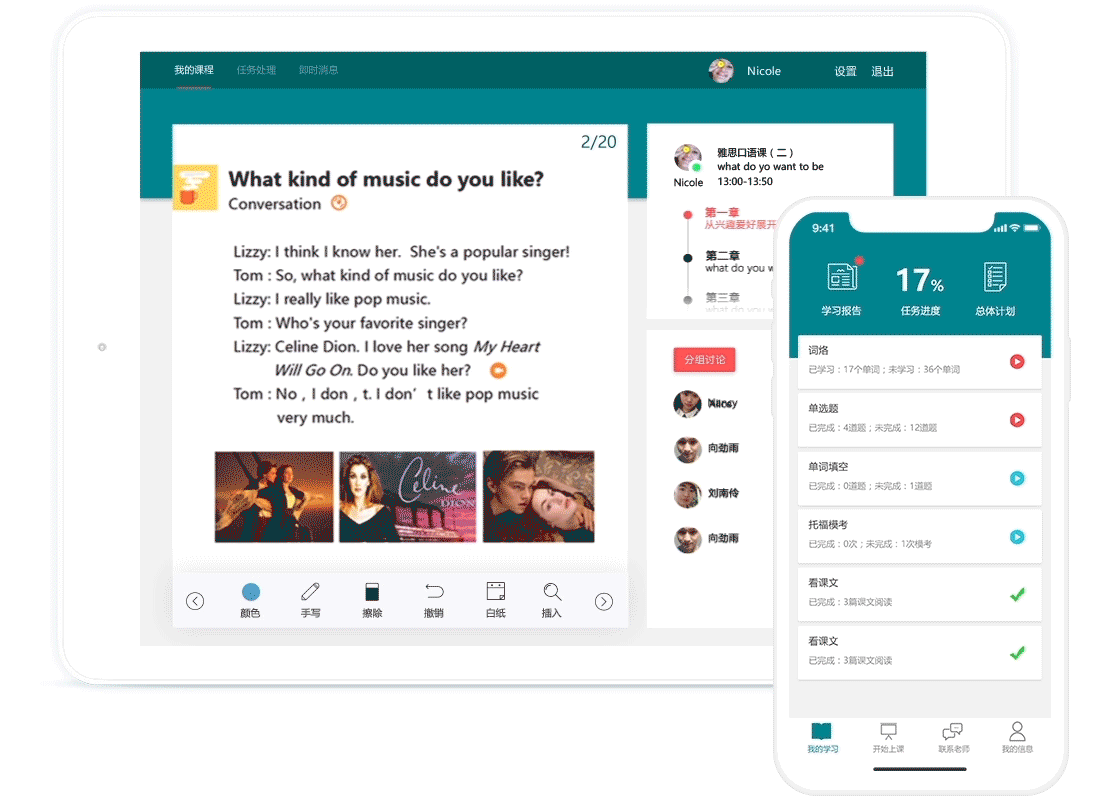 我的课程 任务处理 即时消息 Nicole 设置 退出
2/20
What kind of music do you like?
Conversation
Lizzy: I think I know her. She's a popular singer!
Tom : So, what kind of music do you like?
Lizzy: I really like pop music.
Tom : Who's your favorite singer?
Lizzy: Celine Dion. I love her song My Heart
Will Go On. Do you like her?
Tom : No , I don , t. I don’ t like pop music
very much.
Céline
DION
颜色 手写 擦除 撤销 白纸 插入
雅思口语课（二）
what do yo want to be
Nicole 13:00-13:50
第一章
从兴趣爱好展开
第二章
what do you w
第三章
what do you w
分组讨论
向劲雨
刘南伶
向劲雨
9:41
17%
学习报告 任务进度 总体计划
词烙
已学习：17个单词；未学习：36个单词
单选题
已完成：4道题；未完成：12道题
单词填空
已完成：0道题；未完成：1道题
托福模考
已完成：0次；未完成：1次模考
看课文
已完成：3篇课文阅读
看课文
已完成：3篇课文阅读
我的学习 开始上课 联系老师 我的信息